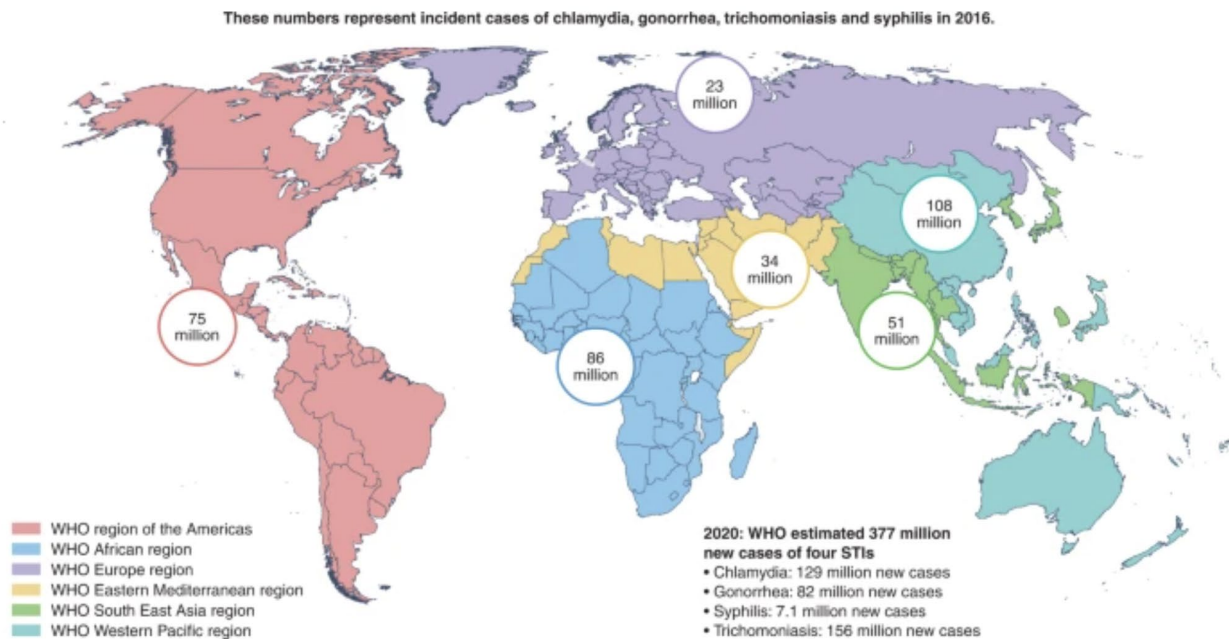 These numbers represent incident cases of chlamydia, gonorrhea, trichomoniasis and syphilis in 2016.
23
million
108
million
34
million
75
million
51
million
86
million
WHO region of the Americas
WHO African region
WHO Europe region
WHO Eastern Mediterranean region
WHO South East Asia region
WHO Western Pacific region
2020: WHO estimated 377 million
new cases of four STIs
• Chlamydia: 129 million new cases
• Gonorrhea: 82 million new cases
• Syphilis: 7.1 million new cases
• Trichomoniasis: 156 million new cases